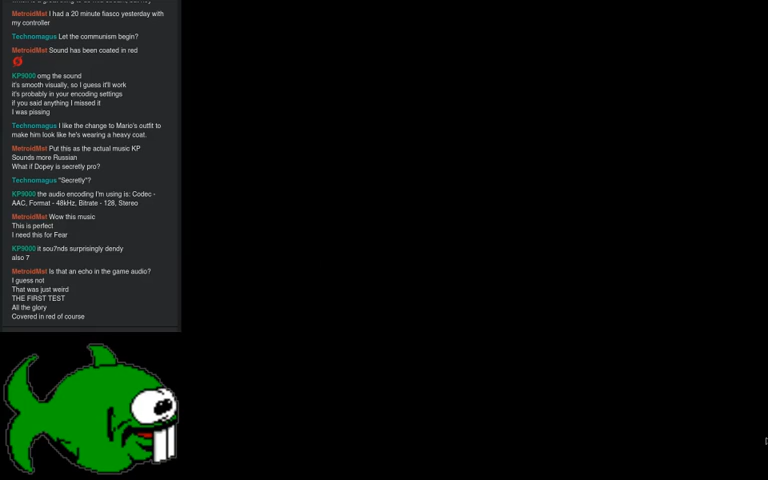 MetroidMst I had a 20 minute fiasco yesterday with
my controller
Technomagus Let the communism begin?
MetroidMst Sound has been coated in red
KP9000 omg the sound
it's smooth visually, so I guess it'll work
it's probably in your encoding settings
if you said anything I missed it
I was pissing
Technomagus I like the change to Mario's outfit to
make him look like he's wearing a heavy coat.
MetroidMst Put this as the actual music KP
Sounds more Russian
What if Dopey is secretly pro?
Technomagus "Secretly"?
KP9000 the audio encoding I'm using is: Codec -
AAC, Format - 48kHz, Bitrate - 128, Stereo
MetroidMst Wow this music
This is perfect
I need this for Fear
KP9000 it sou7nds surprisingly dendy
also 7
MetroidMst Is that an echo in the game audio?
I guess not
That was just weird
THE FIRST TEST
All the glory
Covered in red of course